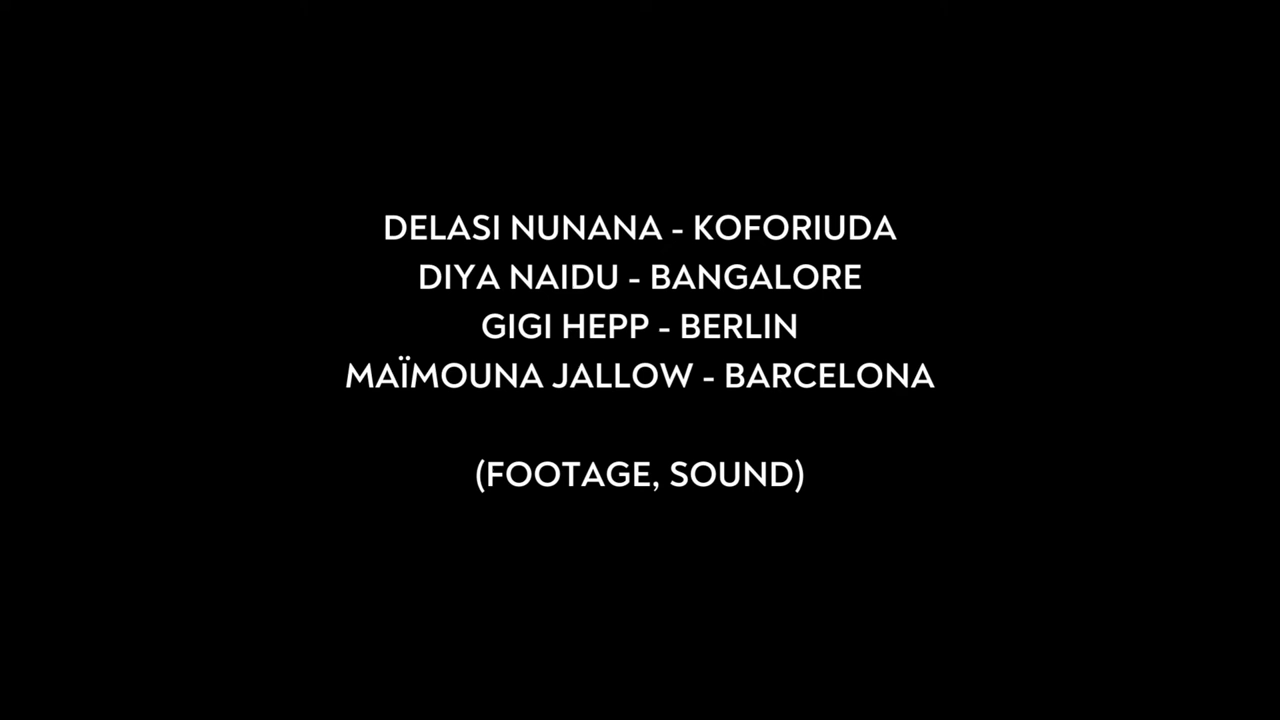 DELASI NUNANA - KOFORIUDA
DIYA NAIDU - BANGALORE
GIGI HEPP - BERLIN
MAÏMOUNA JALLOW - BARCELONA
(FOOTAGE, SOUND)